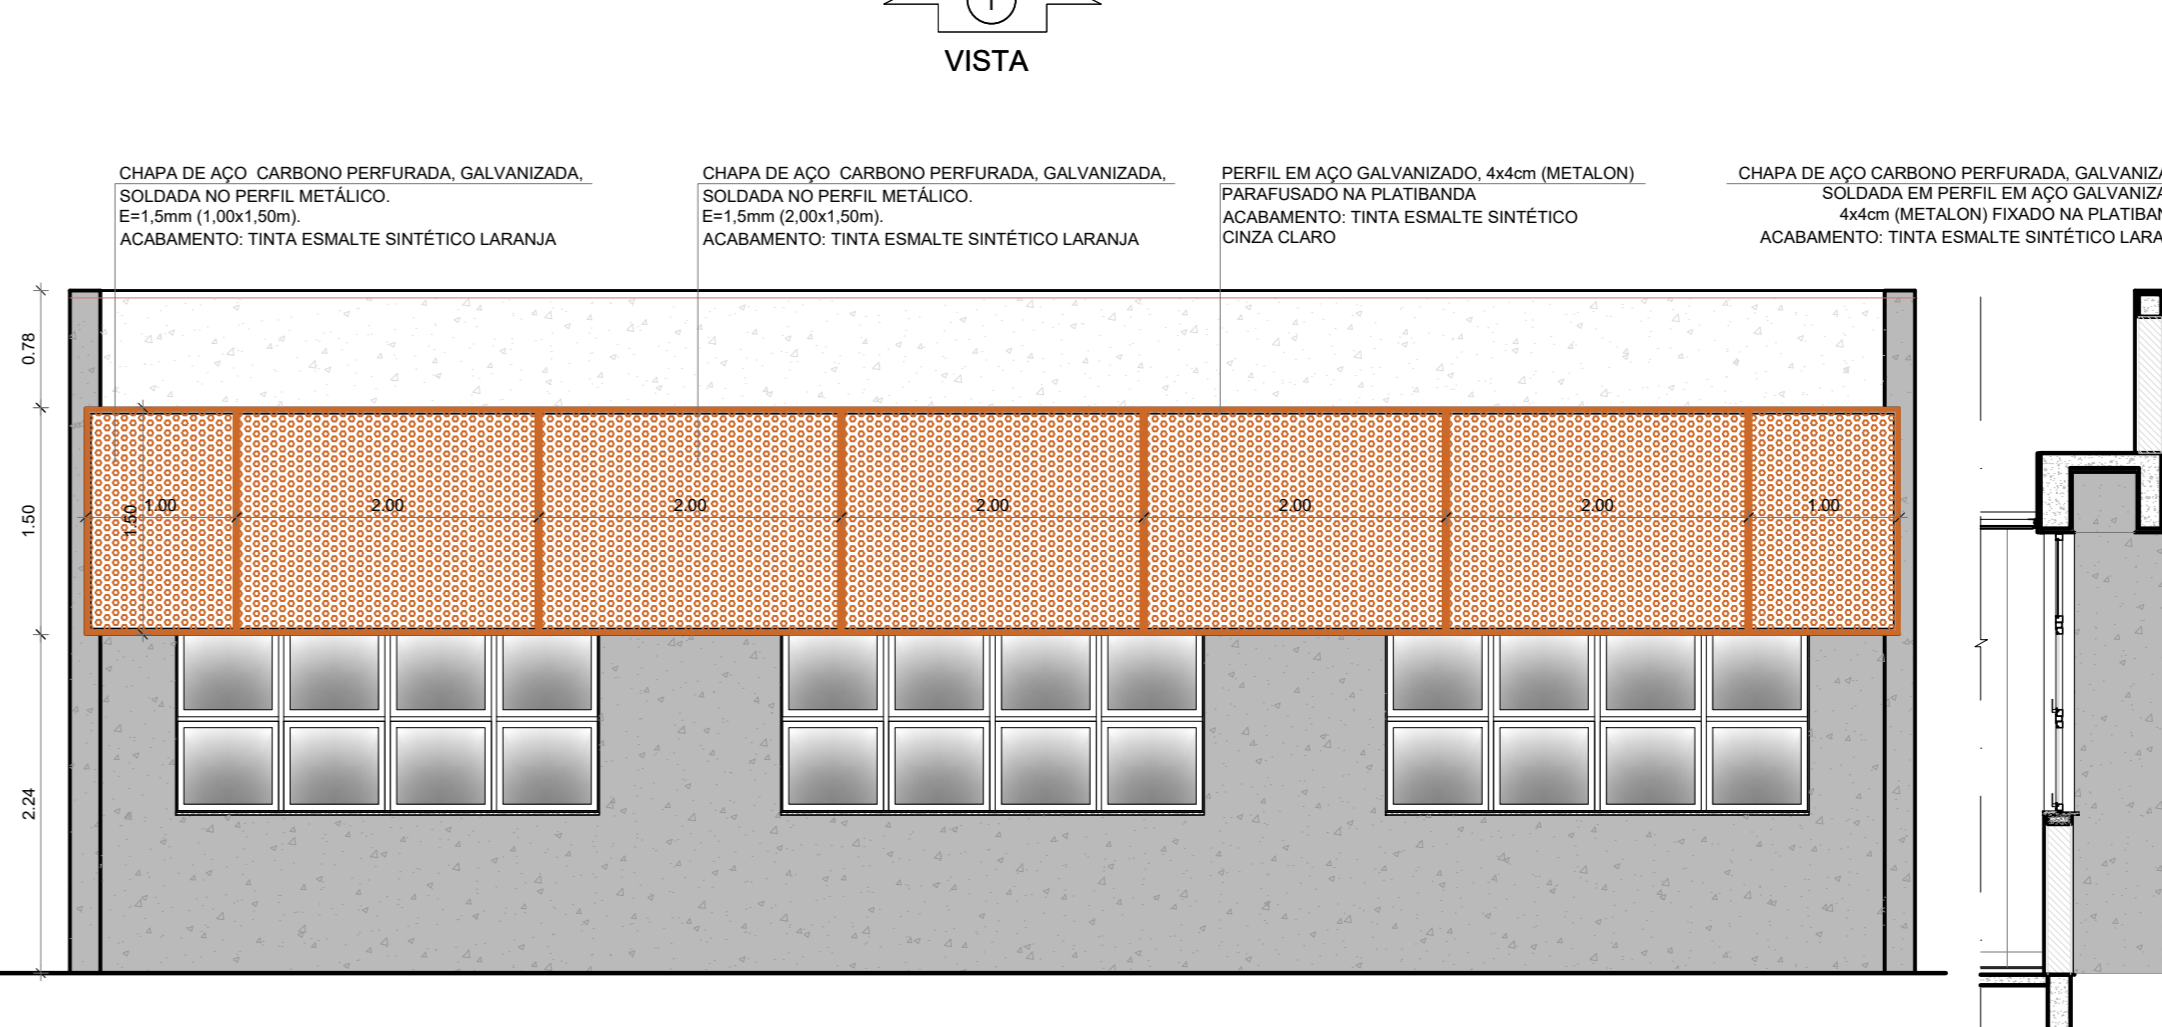 1
VISTA
CHAPA DE AÇO CARBONO PERFURADA, GALVANIZADA,
SOLDADA NO PERFIL METÁLICO.
E=1,5mm (1,00x1,50m).
ACABAMENTO: TINTA ESMALTE SINTÉTICO LARANJA
CHAPA DE AÇO CARBONO PERFURADA, GALVANIZADA,
SOLDADA NO PERFIL METÁLICO.
E=1,5mm (2,00x1,50m).
ACABAMENTO: TINTA ESMALTE SINTÉTICO LARANJA
PERFIL EM AÇO GALVANIZADO, 4x4cm (METALON)
PARAFUSADO NA PLATIBANDA
ACABAMENTO: TINTA ESMALTE SINTÉTICO
CINZA CLARO
CHAPA DE AÇO CARBONO PERFURADA, GALVANIZA
SOLDADA EM PERFIL EM AÇO GALVANIZA
4x4cm (METALON) FIXADO NA PLATIBAN
ACABAMENTO: TINTA ESMALTE SINTÉTICO LARA
0.78
1.50
2.24
1.50
1.00
2.00
2.00
2.00
2.00
2.00
1.00